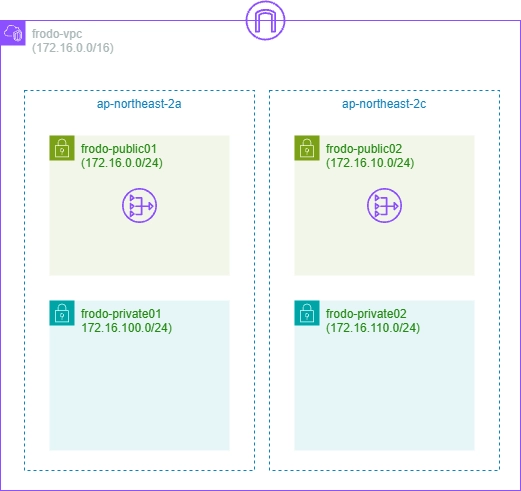 frodo-vpc
(172.16.0.0/16)
ap-northeast-2a
ap-northeast-2c
frodo-public01
(172.16.0.0/24)
frodo-public02
(172.16.10.0/24)
frodo-private01
172.16.100.0/24)
frodo-private02
(172.16.110.0/24)